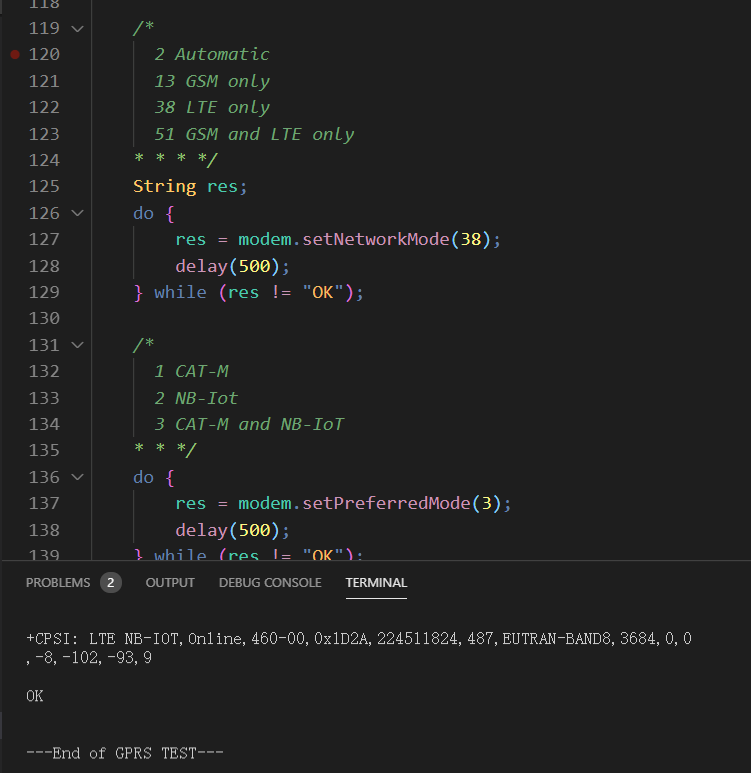 118
119 /*
120 2 Automatic
121 13 GSM only
122 38 LTE only
123 51 GSM and LTE only
124 * * * */
125 String res;
126 do {
127 res = modem.setNetworkMode(38);
128 delay(500);
129 } while (res != "OK");
130
131 /*
132 1 CAT-M
133 2 NB-Iot
134 3 CAT-M and NB-IoT
135 * * */
136 do {
137 res = modem.setPreferredMode(3);
138 delay(500);
139 } while (res != "OK");
PROBLEMS 2 OUTPUT DEBUG CONSOLE TERMINAL
+CPSI: LTE NB-IOT,Online,460-00,0x1D2A,224511824,487,EUTRAN-BAND8,3684,0,0
,-8,-102,-93,9
OK
---End of GPRS TEST---